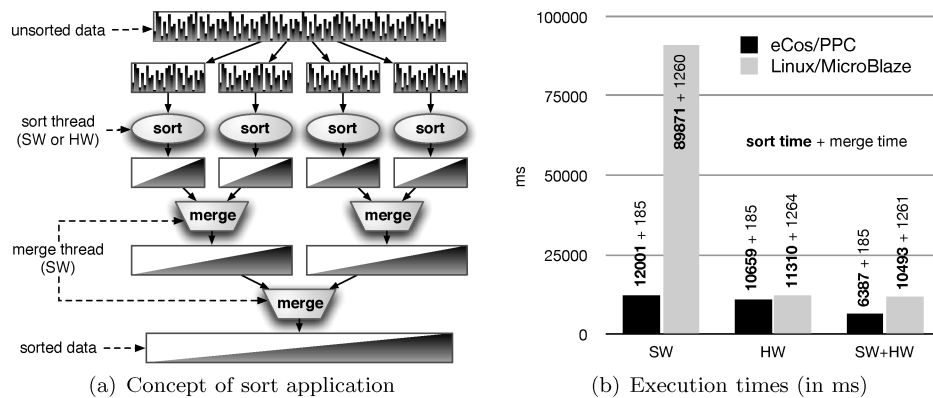 unsorted data
sort thread
(SW or HW)
sort sort sort sort
merge merge
merge thread
(SW)
merge
sorted data
(a) Concept of sort application
100000
75000
50000
25000
0
ms
eCos/PPC
Linux/MicroBlaze
sort time + merge time
12001 + 185
89871 + 1260
10659 + 185
11310 + 1264
6387 + 185
10493 + 1261
SW HW SW+HW
(b) Execution times (in ms)